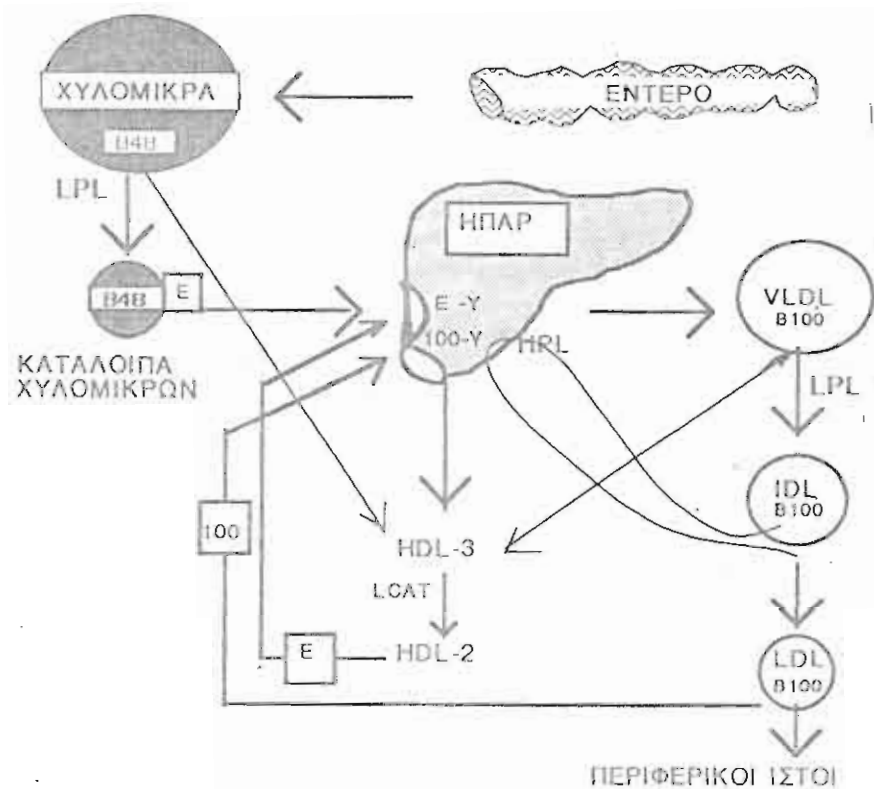 ΧΥΛΟΜΙΚΡΑ
B48
ΕΝΤΕΡΟ
LPL
ΗΠΑΡ
B48
E
E -Y
100-Y
HPL
VLDL
B100
ΚΑΤΑΛΟΙΠΑ
ΧΥΛΟΜΙΚΡΩΝ
LPL
IDL
B100
100
HDL-3
LCAT
E
HDL-2
LDL
B100
ΠΕΡΙΦΕΡΙΚΟΙ ΙΣΤΟΙ